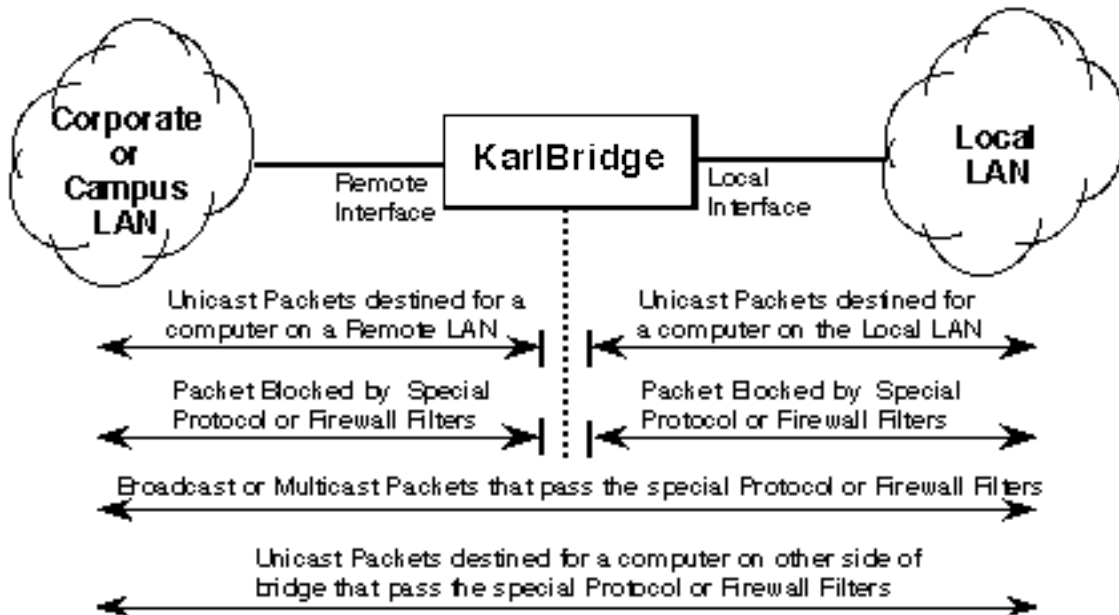 Corporate
or
Campus
LAN
KarlBridge
Local
LAN
Remote
Interface
Local
Interface
Unicast Packets destined for a
computer on a Remote LAN
Unicast Packets destined for
a computer on the Local LAN
Packet Blocked by Special
Protocol or Firewall Filters
Packet Blocked by Special
Protocol or Firewall Filters
Broadcast or Multicast Packets that pass the special Protocol or Firewall Filters
Unicast Packets destined for a computer on other side of
bridge that pass the special Protocol or Firewall Filters